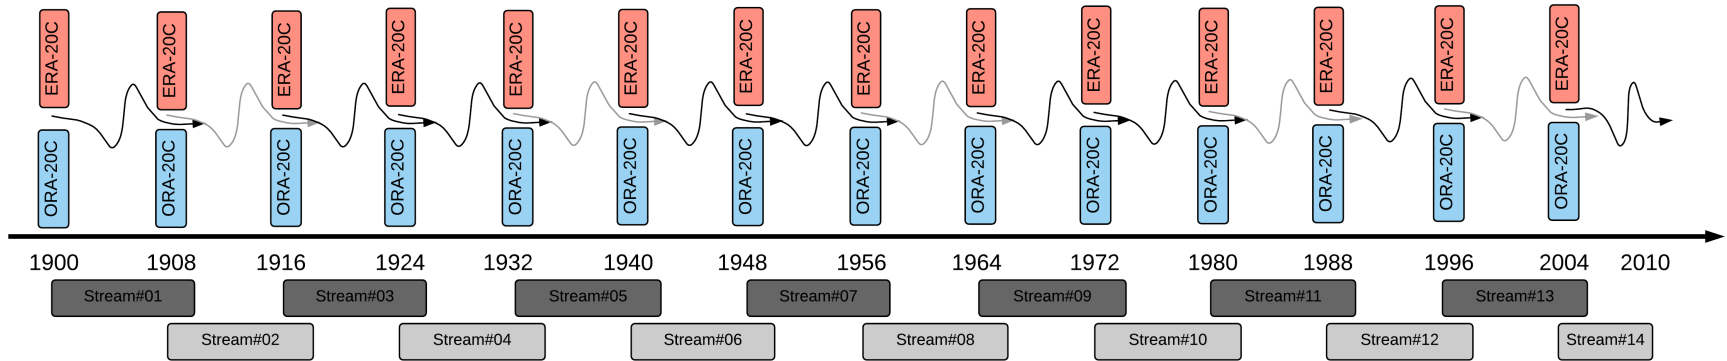 ERA-20C ERA-20C ERA-20C ERA-20C ERA-20C ERA-20C ERA-20C ERA-20C ERA-20C ERA-20C ERA-20C ERA-20C ERA-20C ERA-20C
ORA-20C ORA-20C ORA-20C ORA-20C ORA-20C ORA-20C ORA-20C ORA-20C ORA-20C ORA-20C ORA-20C ORA-20C ORA-20C ORA-20C
1900 1908 1916 1924 1932 1940 1948 1956 1964 1972 1980 1988 1996 2004 2010
Stream#01 Stream#03 Stream#05 Stream#07 Stream#09 Stream#11 Stream#13
Stream#02 Stream#04 Stream#06 Stream#08 Stream#10 Stream#12 Stream#14